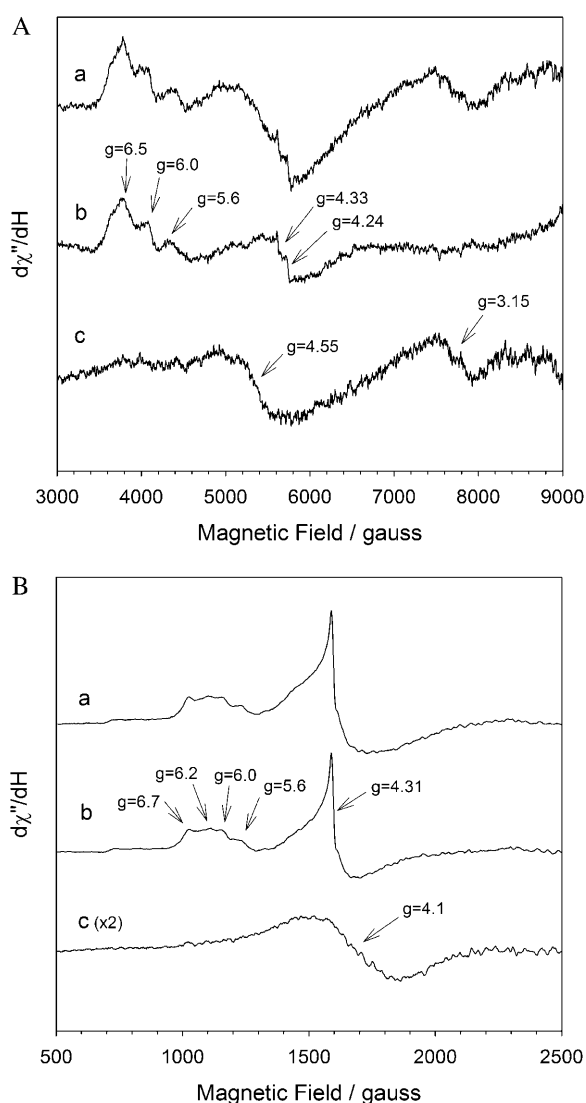 A
a
g=6.5
g=6.0
g=5.6
g=4.33
g=4.24
b
c
g=4.55
g=3.15
dχ"/dH
3000 4000 5000 6000 7000 8000 9000
Magnetic Field / gauss
B
a
b
g=6.7
g=6.2
g=6.0
g=5.6
g=4.31
c (x2)
g=4.1
dχ"/dH
500 1000 1500 2000 2500
Magnetic Field / gauss